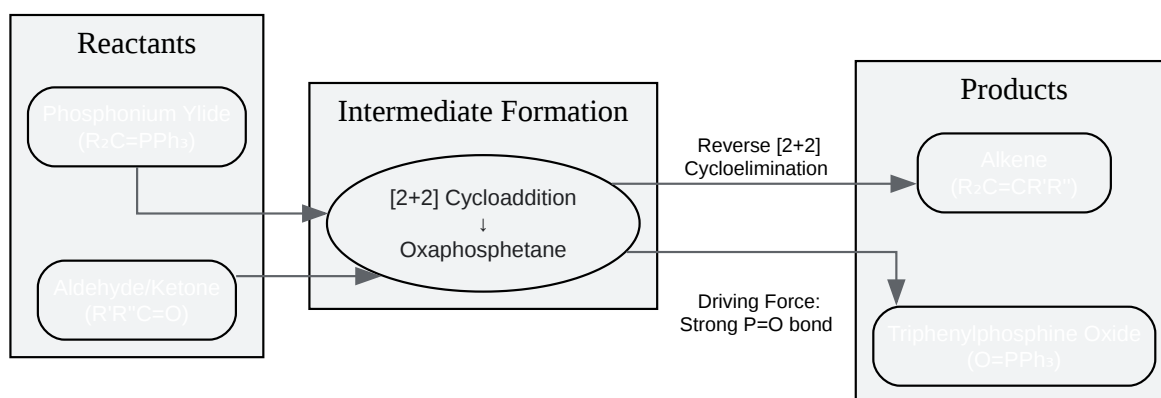 Reactants
Phosphonium Ylide
(R₂C=PPh₃)
Aldehyde/Ketone
(R'R"C=O)
Intermediate Formation
[2+2] Cycloaddition
↓
Oxaphosphetane
Reverse [2+2]
Cycloelimination
Driving Force:
Strong P=O bond
Products
Alkene
(R₂C=CR'R")
Triphenylphosphine Oxide
(O=PPh₃)